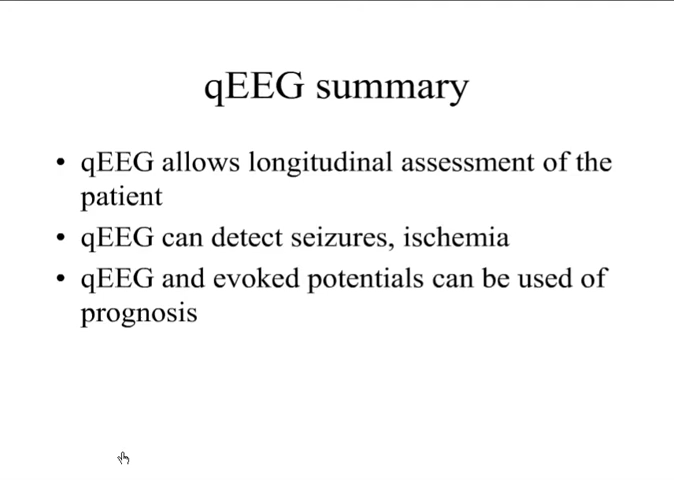 qEEG summary
• qEEG allows longitudinal assessment of the
patient
• qEEG can detect seizures, ischemia
• qEEG and evoked potentials can be used of
prognosis